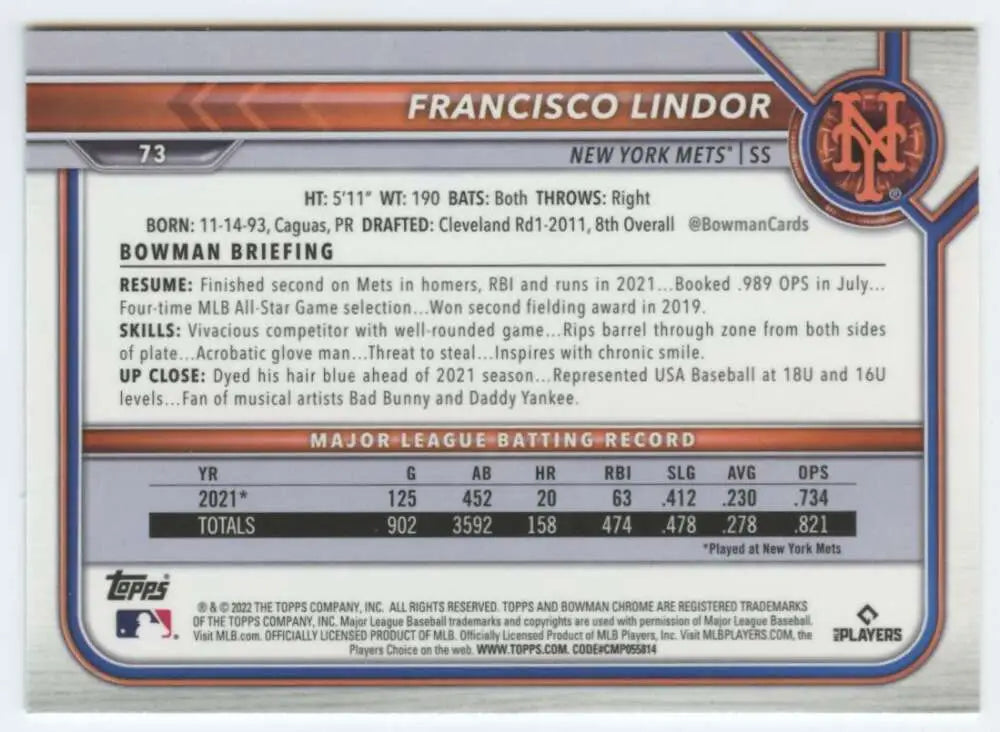 FRANCISCO LINDOR
73
NEW YORK METS® | SS
NY
®
HT: 5'11" WT: 190 BATS: Both THROWS: Right
BORN: 11-14-93, Caguas, PR DRAFTED: Cleveland Rd1-2011, 8th Overall @BowmanCards
BOWMAN BRIEFING
RESUME: Finished second on Mets in homers, RBI and runs in 2021...Booked .989 OPS in July...
Four-time MLB All-Star Game selection...Won second fielding award in 2019.
SKILLS: Vivacious competitor with well-rounded game...Rips barrel through zone from both sides
of plate...Acrobatic glove man...Threat to steal...Inspires with chronic smile.
UP CLOSE: Dyed his hair blue ahead of 2021 season...Represented USA Baseball at 18U and 16U
levels...Fan of musical artists Bad Bunny and Daddy Yankee.
MAJOR LEAGUE BATTING RECORD
YR G AB HR RBI SLG AVG OPS
2021* 125 452 20 63 .412 .230 .734
TOTALS 902 3592 158 474 .478 .278 .821
*Played at New York Mets
Topps®
® & © 2022 THE TOPPS COMPANY, INC. ALL RIGHTS RESERVED. TOPPS AND BOWMAN CHROME ARE REGISTERED TRADEMARKS
OF THE TOPPS COMPANY, INC. Major League Baseball trademarks and copyrights are used with permission of Major League Baseball.
Visit MLB.com. OFFICIALLY LICENSED PRODUCT OF MLB. Officially Licensed Product of MLB Players, Inc. Visit MLBPLAYERS.COM, the
Players Choice on the web. WWW.TOPPS.COM. CODE#CMP055814
MLB PLAYERS